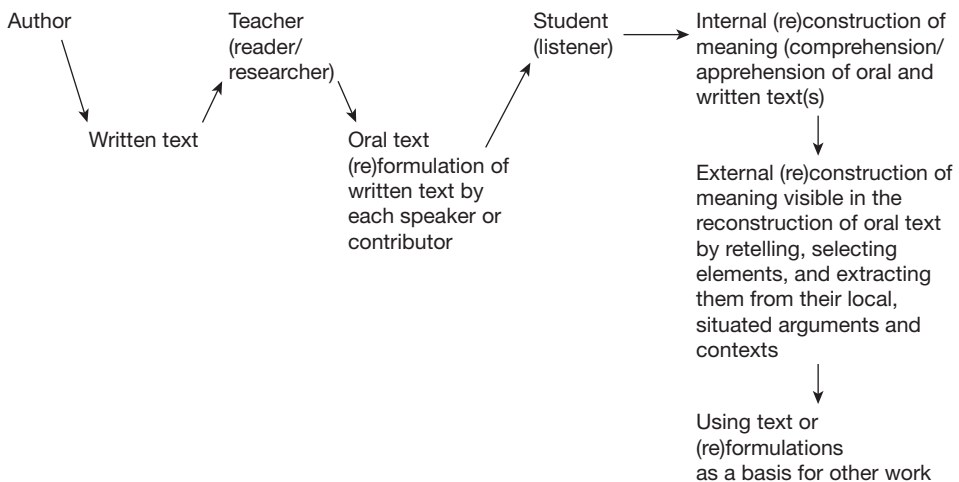 Author
Written text
Teacher
(reader/
researcher)
Oral text
(re)formulation of
written text by
each speaker or
contributor
Student
(listener)
Internal (re)construction of
meaning (comprehension/
apprehension of oral and
written text(s)
External (re)construction of
meaning visible in the
reconstruction of oral text
by retelling, selecting
elements, and extracting
them from their local,
situated arguments and
contexts
Using text or
(re)formulations
as a basis for other work